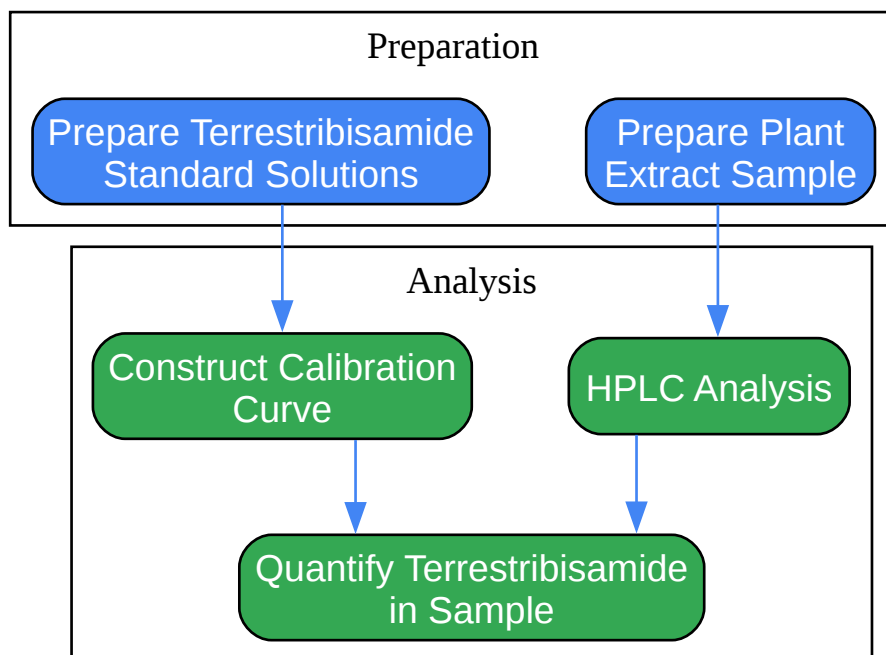 Preparation
Prepare Terrestribisamide
Standard Solutions
Prepare Plant
Extract Sample
Analysis
Construct Calibration
Curve
HPLC Analysis
Quantify Terrestribisamide
in Sample